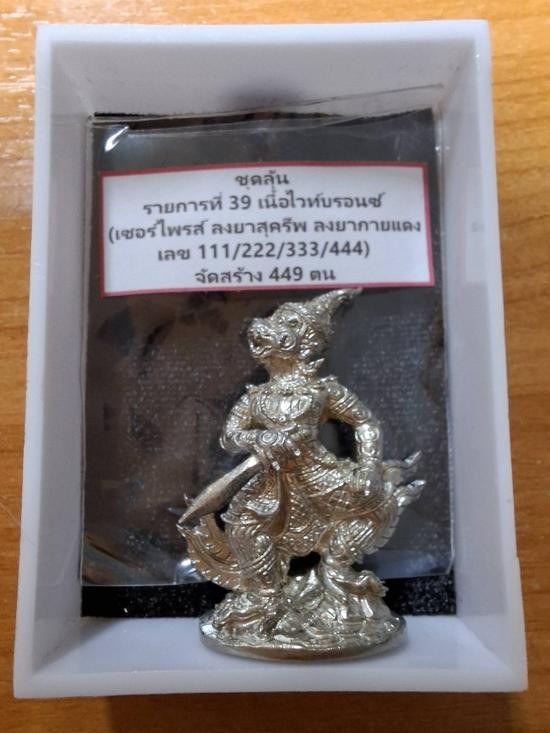 ชุดลุ้น
รายการที่ 39 เนื้อไวท์บรอนซ์
(เซอร์ไพรส์ ลงยาสุครีพ ลงยากายแดง
เลข 111/222/333/444)
จัดสร้าง 449 ตน